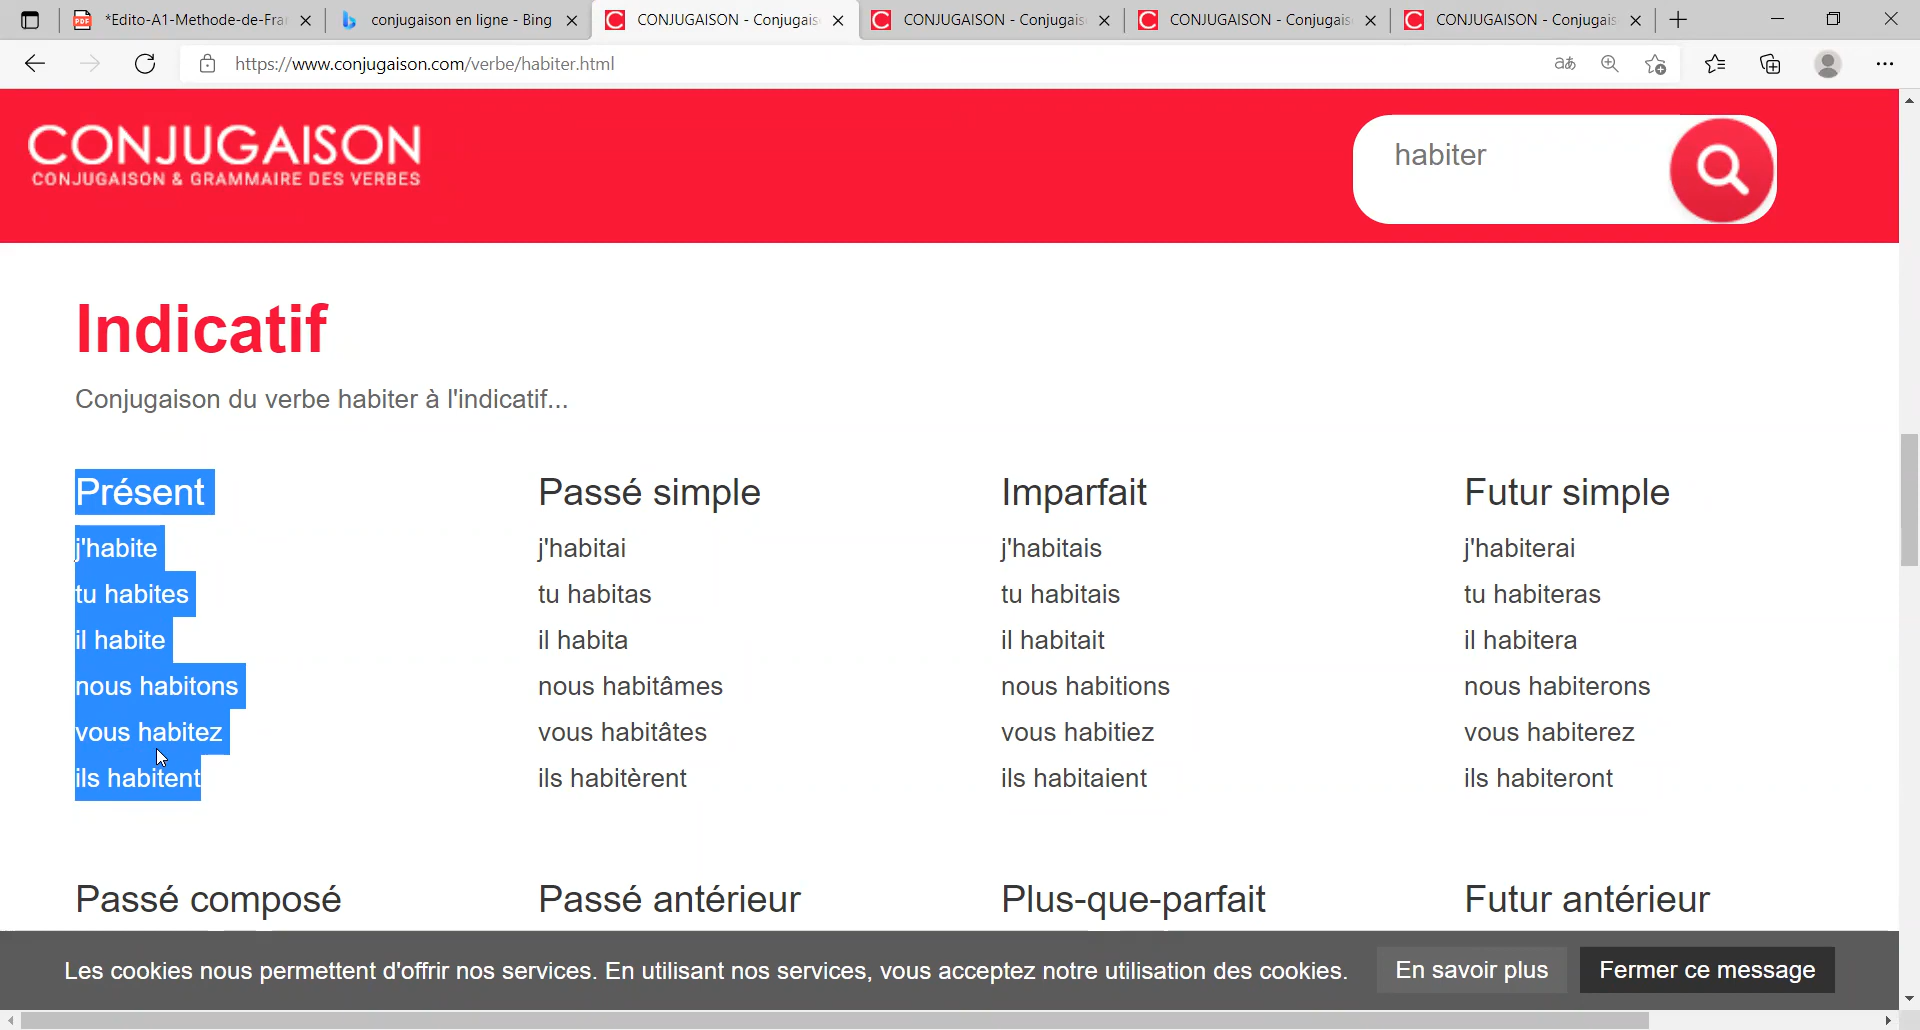 *Edito-A1-Methode-de-Fra
conjugaison en ligne - Bing
CONJUGAISON - Conjugais
CONJUGAISON - Conjugais
CONJUGAISON - Conjugais
CONJUGAISON - Conjugais
https://www.conjugaison.com/verbe/habiter.html
CONJUGAISON
CONJUGAISON & GRAMMAIRE DES VERBES
habiter
Indicatif
Conjugaison du verbe habiter à l'indicatif...
Présent
j'habite
tu habites
il habite
nous habitons
vous habitez
ils habitent
Passé simple
j'habitai
tu habitas
il habita
nous habitâmes
vous habitâtes
ils habitèrent
Imparfait
j'habitais
tu habitais
il habitait
nous habitions
vous habitiez
ils habitaient
Futur simple
j'habiterai
tu habiteras
il habitera
nous habiterons
vous habiterez
ils habiteront
Passé composé
Passé antérieur
Plus-que-parfait
Futur antérieur
Les cookies nous permettent d'offrir nos services. En utilisant nos services, vous acceptez notre utilisation des cookies.
En savoir plus
Fermer ce message